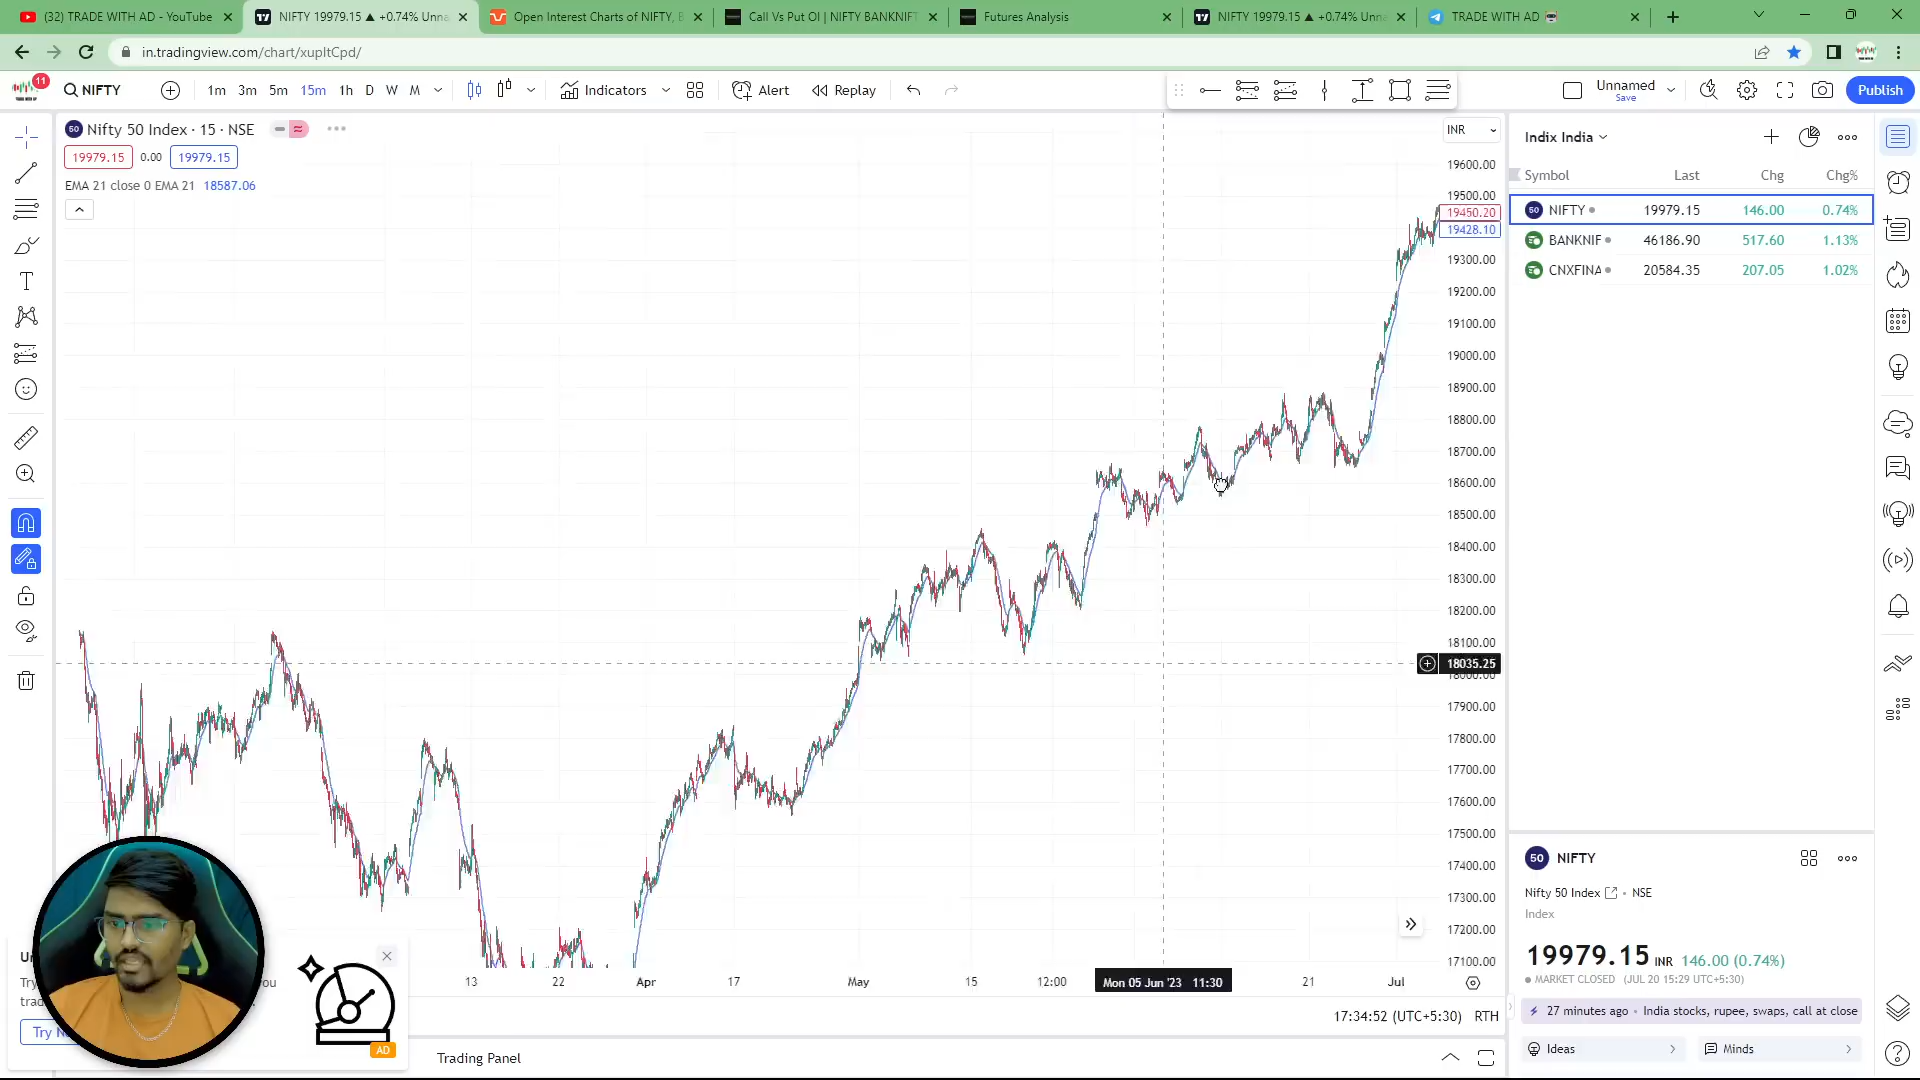 (32) TRADE WITH AD - YouTube
NIFTY 19979.15 ▲ +0.74% Unna
Open Interest Charts of NIFTY, B
Call Vs Put OI | NIFTY BANKNIFT
Futures Analysis
NIFTY 19979.15 ▲ +0.74% Unna
TRADE WITH AD
in.tradingview.com/chart/xupItCpd/
11
NIFTY
1m 3m 5m 15m 1h D W M
Indicators
Alert
Replay
Unnamed
Save
Publish
Nifty 50 Index · 15 · NSE
19979.15 0.00 19979.15
EMA 21 close 0 EMA 21 18587.06
INR
19600.00
19500.00
19450.20
19428.10
19300.00
19200.00
19100.00
19000.00
18900.00
18800.00
18700.00
18600.00
18500.00
18400.00
18300.00
18200.00
18100.00
18035.25
18000.00
17900.00
17800.00
17700.00
17600.00
17500.00
17400.00
17300.00
17200.00
17100.00
13 22 Apr 17 May 15 12:00 Mon 05 Jun '23 11:30 21 Jul
17:34:52 (UTC+5:30) RTH
Trading Panel
AD
Indix India
Symbol Last Chg Chg%
50 NIFTY 19979.15 146.00 0.74%
BANKNIF 46186.90 517.60 1.13%
CNXFINA 20584.35 207.05 1.02%
50 NIFTY
Nifty 50 Index • NSE
Index
19979.15 INR 146.00 (0.74%)
MARKET CLOSED (JUL 20 15:29 UTC+5:30)
27 minutes ago • India stocks, rupee, swaps, call at close
Ideas
Minds